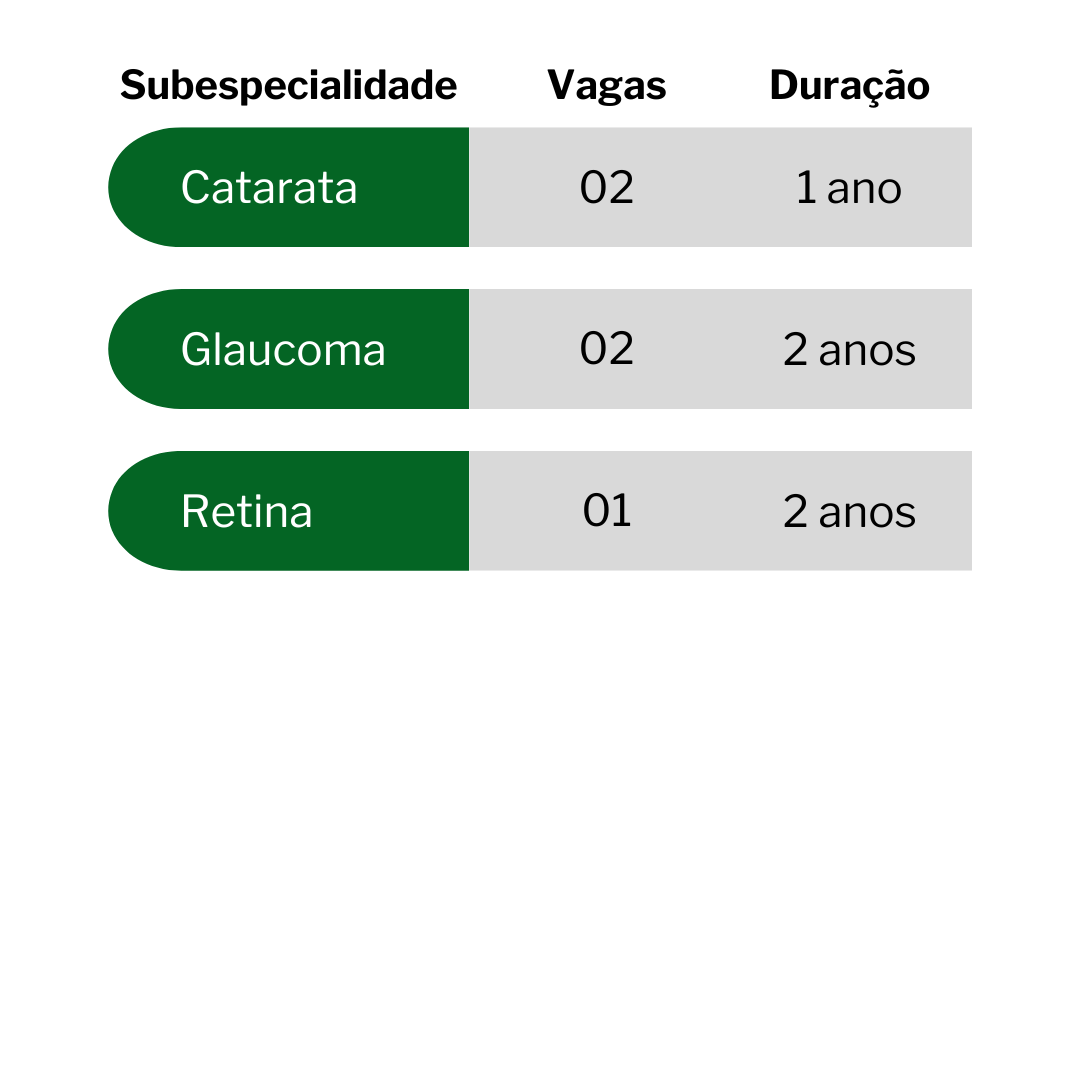 Subespecialidade Vagas Duração
Catarata 02 1 ano
Glaucoma 02 2 anos
Retina 01 2 anos